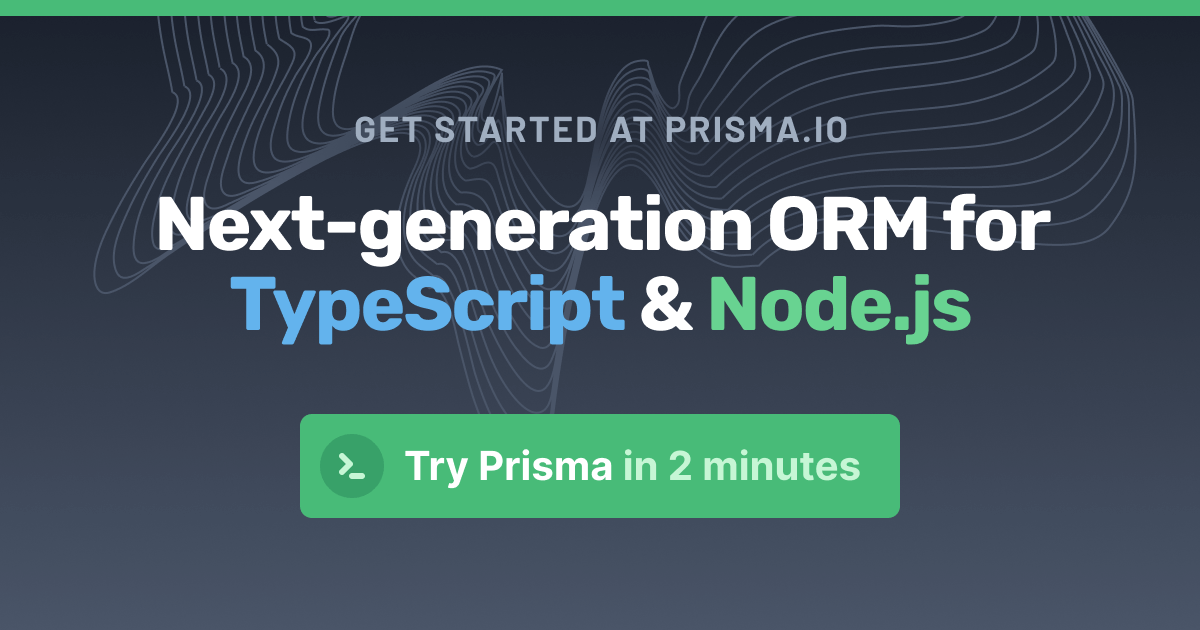 GET STARTED AT PRISMA.IO
Next-generation ORM for
TypeScript & Node.js
Try Prisma in 2 minutes